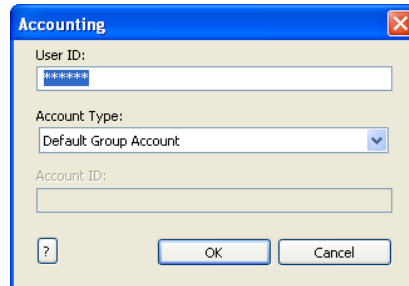 Accounting
User ID:
******
Account Type:
Default Group Account
Account ID:
?
OK
Cancel